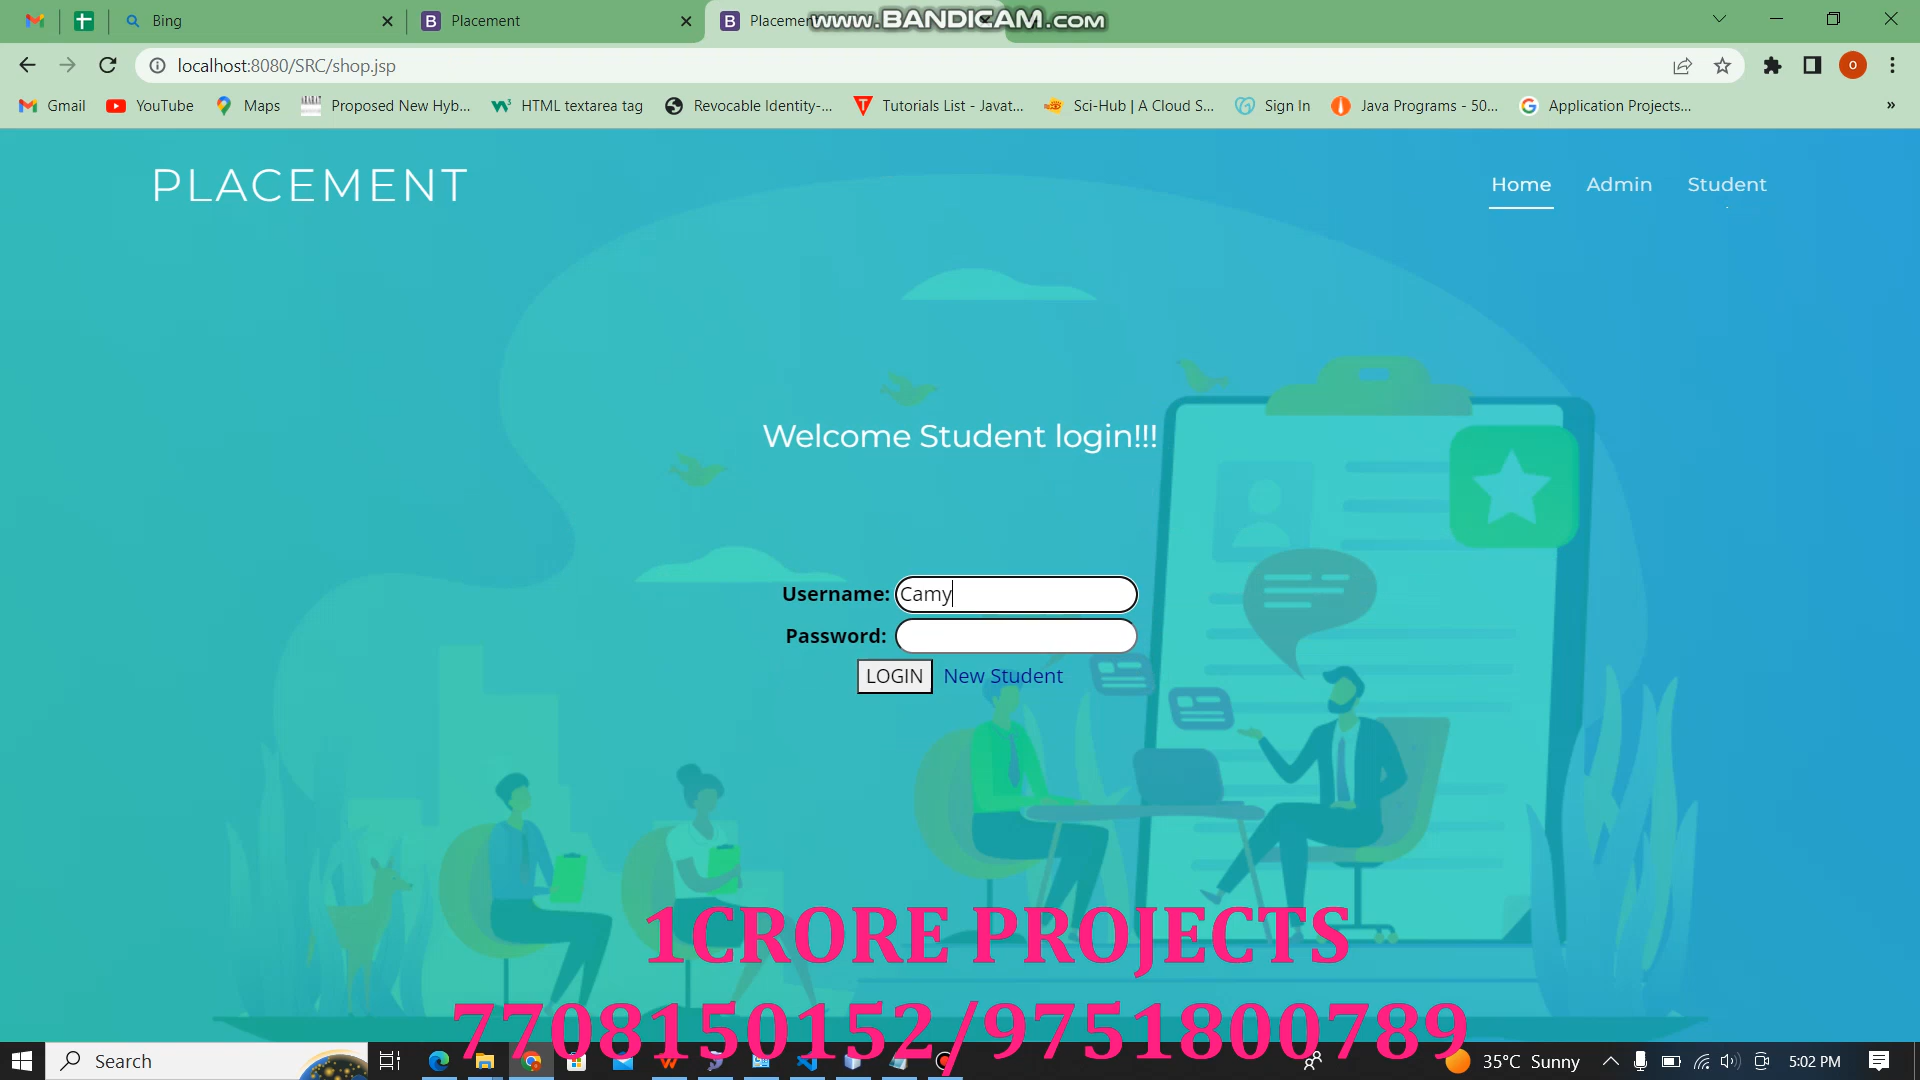 Bing
Placement
Placemen
www.BANDICAM.com
localhost:8080/SRC/shop.jsp
Gmail
YouTube
Maps
Proposed New Hyb...
HTML textarea tag
Revocable Identity-...
Tutorials List - Javat...
Sci-Hub | A Cloud S...
Sign In
Java Programs - 50...
Application Projects...
PLACEMENT
Home
Admin
Student
Welcome Student login!!!
Username: Camy
Password:
LOGIN New Student
1CRORE PROJECTS
7708150152/9751800789
Search
35°C Sunny
5:02 PM